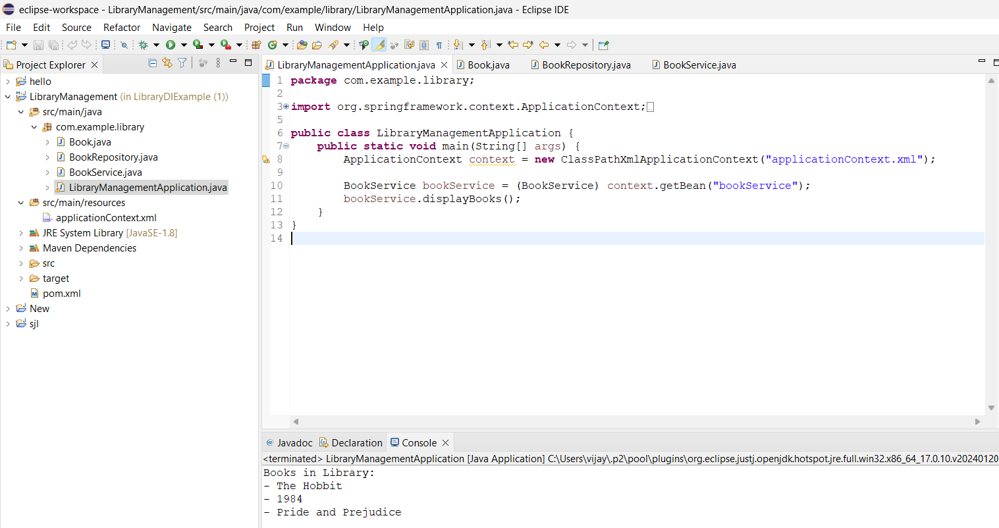 eclipse-workspace - LibraryManagement/src/main/java/com/example/library/LibraryManagementApplication.java - Eclipse IDE
File Edit Source Refactor Navigate Search Project Run Window Help
Project Explorer
hello
LibraryManagement (in LibraryDIExample (1))
src/main/java
com.example.library
Book.java
BookRepository.java
BookService.java
LibraryManagementApplication.java
src/main/resources
applicationContext.xml
JRE System Library [JavaSE-1.8]
Maven Dependencies
src
target
pom.xml
New
sjl
LibraryManagementApplication.java Book.java BookRepository.java BookService.java
1 package com.example.library;
2
3 import org.springframework.context.ApplicationContext;
5
6 public class LibraryManagementApplication {
7 public static void main(String[] args) {
8 ApplicationContext context = new ClassPathXmlApplicationContext("applicationContext.xml");
9
10 BookService bookService = (BookService) context.getBean("bookService");
11 bookService.displayBooks();
12 }
13 }
14
Javadoc Declaration Console
<terminated> LibraryManagementApplication [Java Application] C:\Users\vijay\.p2\pool\plugins\org.eclipse.justj.openjdk.hotspot.jre.full.win32.x86_64_17.0.10.v20240120
Books in Library:
- The Hobbit
- 1984
- Pride and Prejudice